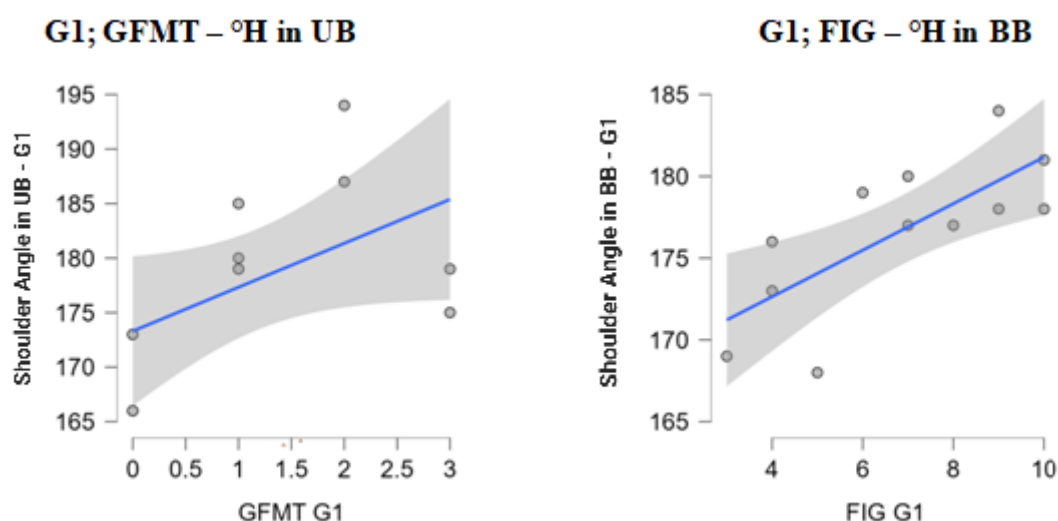 G1; GFMT – °H in UB
195
190
185
180
175
170
165
Shoulder Angle in UB - G1
0 0.5 1 1.5 2 2.5 3
GFMT G1
G1; FIG – °H in BB
185
180
175
170
165
Shoulder Angle in BB - G1
4 6 8 10
FIG G1